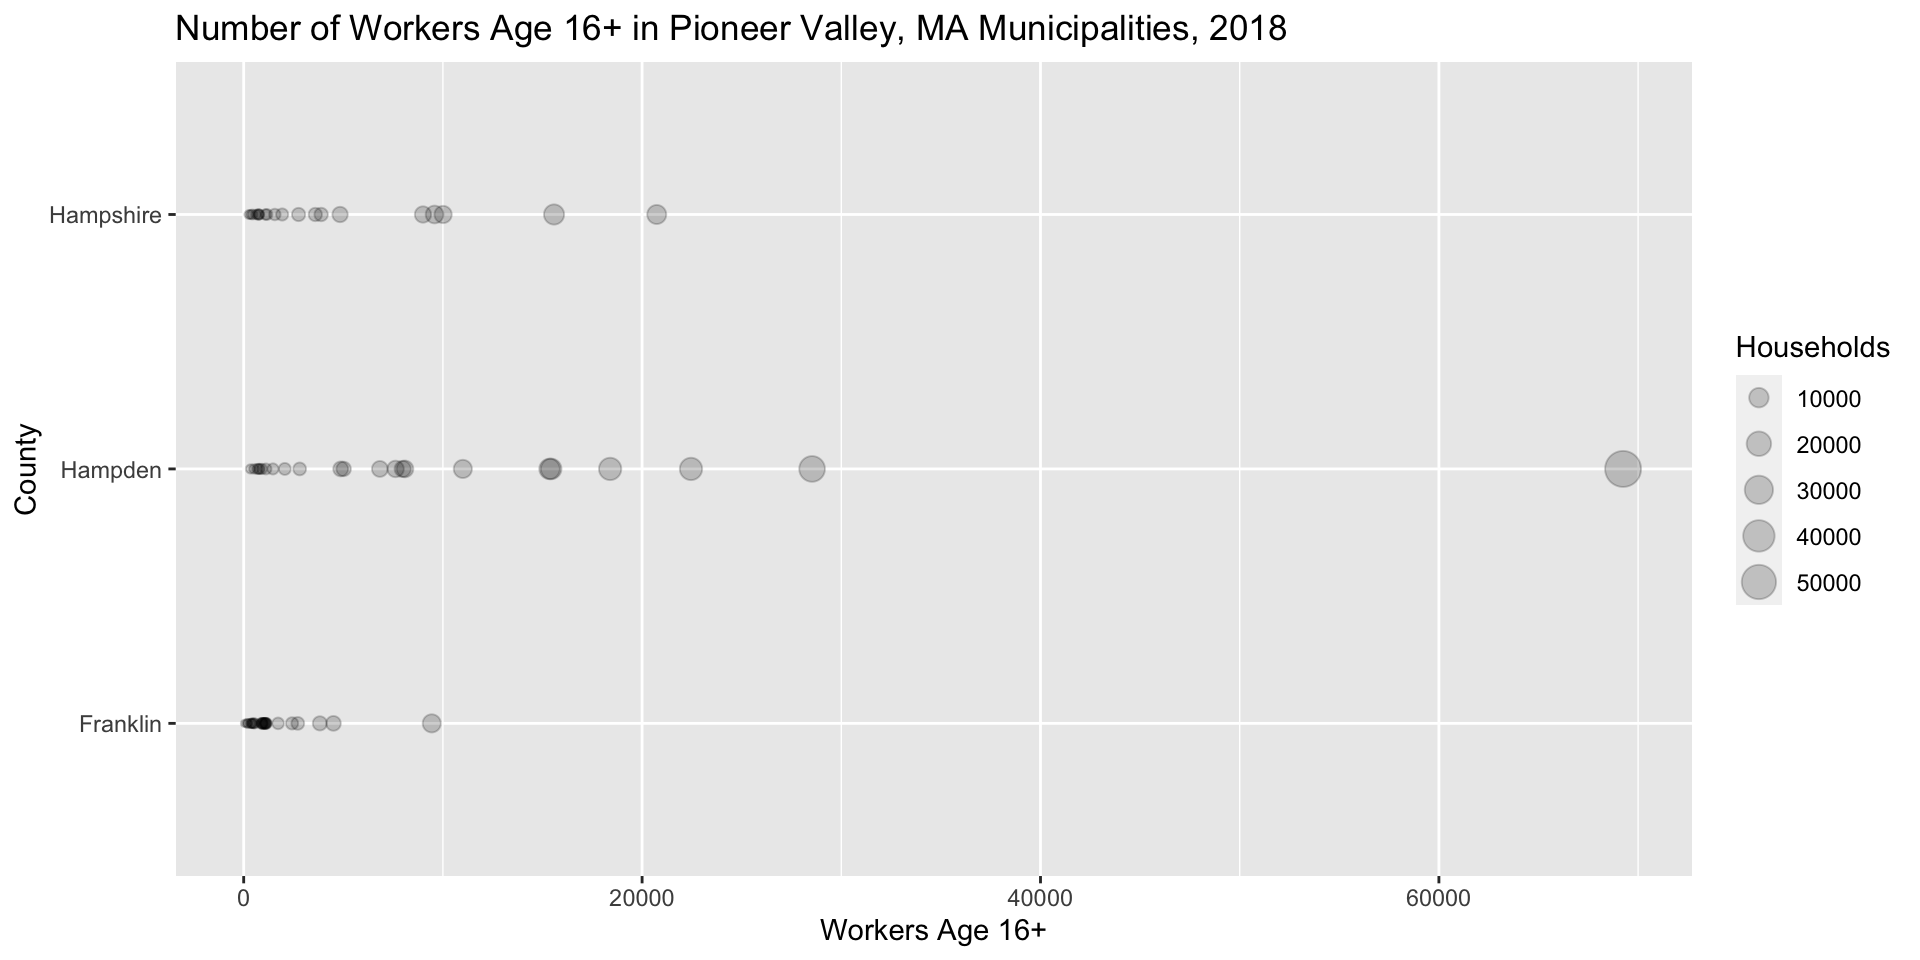 Number of Workers Age 16+ in Pioneer Valley, MA Municipalities, 2018
County
Hampshire
Hampden
Franklin
0
20000
40000
60000
Workers Age 16+
Households
10000
20000
30000
40000
50000